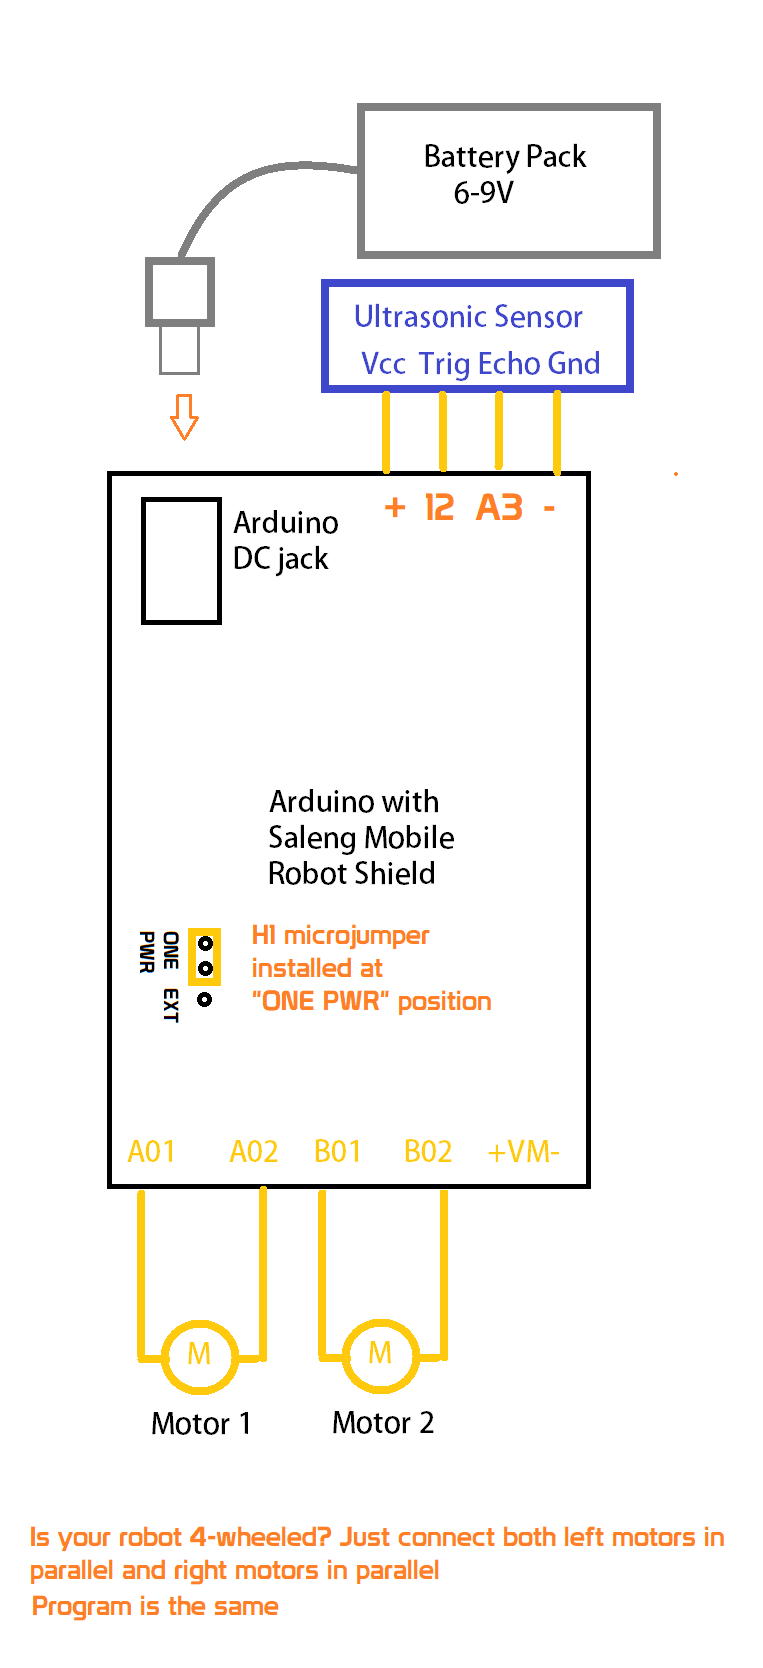 Battery Pack
6-9V
Ultrasonic Sensor
Vcc Trig Echo Gnd
+ 12 A3 -
Arduino
DC jack
Arduino with
Saleng Mobile
Robot Shield
ONE
PWR
EXT
H1 microjumper
installed at
"ONE PWR" position
A01 A02 B01 B02 +VM-
M M
Motor 1 Motor 2
Is your robot 4-wheeled? Just connect both left motors in
parallel and right motors in parallel
Program is the same